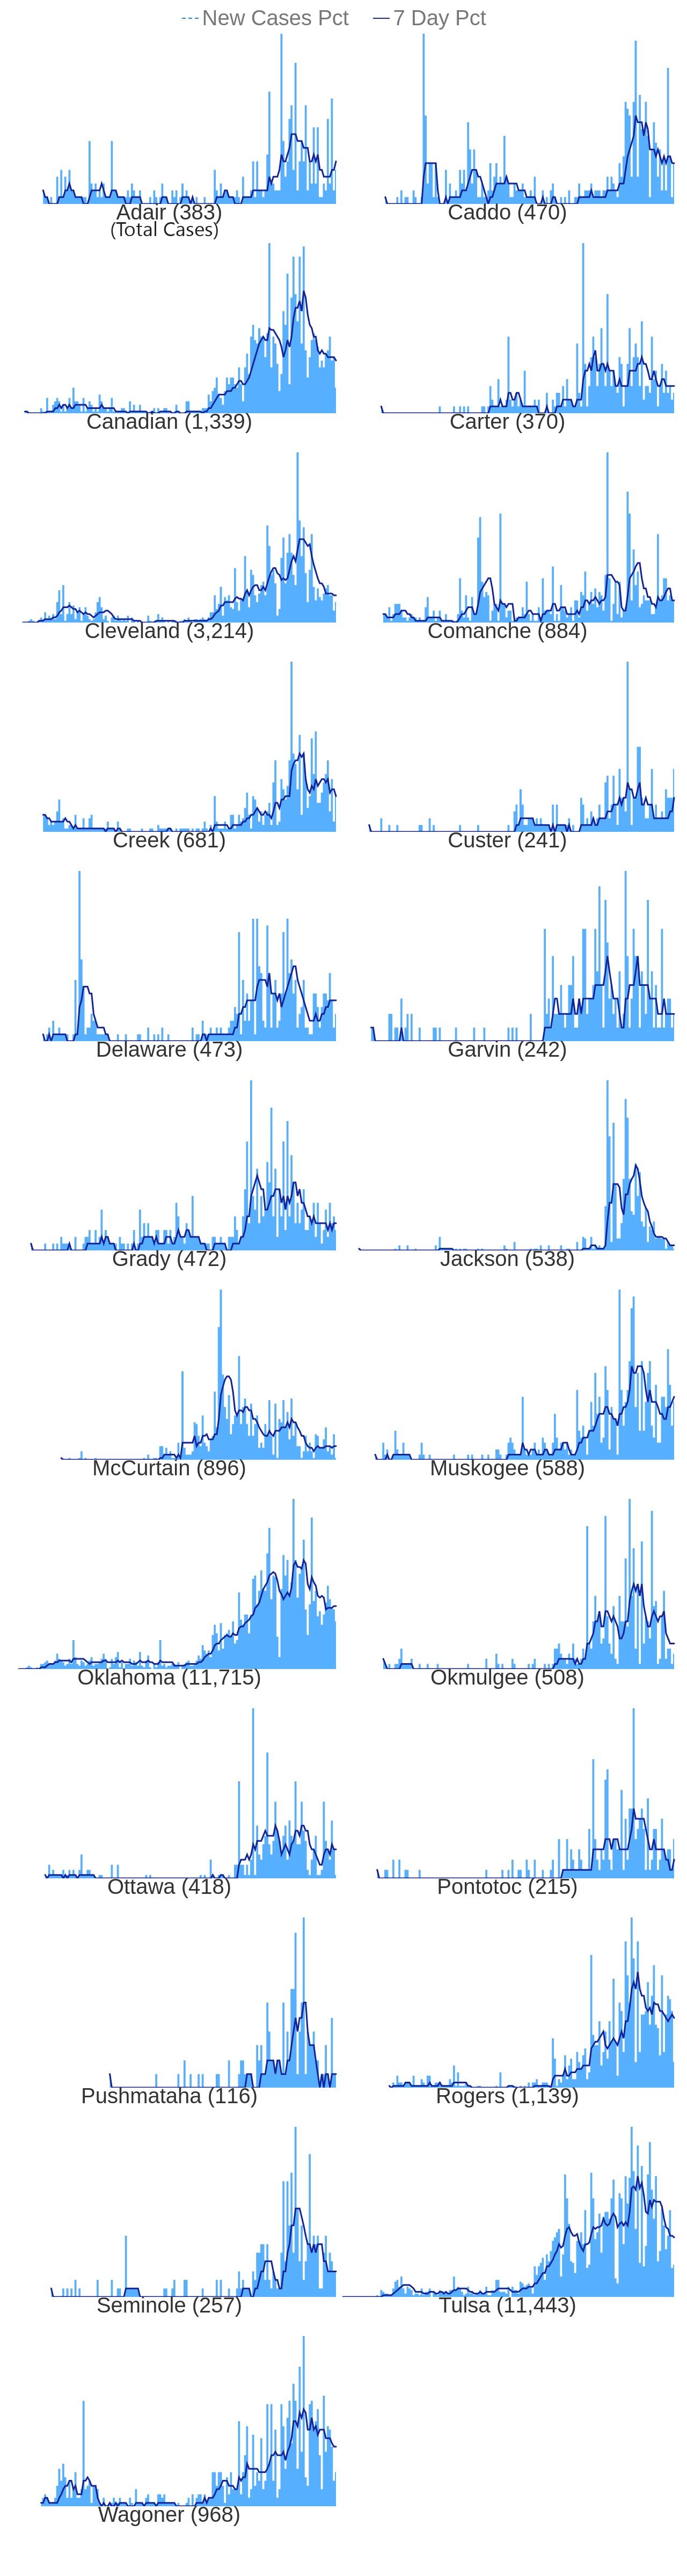 New Cases Pct 7 Day Pct
Adair (383) Caddo (470)
(Total Cases)
Canadian (1,339) Carter (370)
Cleveland (3,214) Comanche (884)
Creek (681) Custer (241)
Delaware (473) Garvin (242)
Grady (472) Jackson (538)
McCurtain (896) Muskogee (588)
Oklahoma (11,715) Okmulgee (508)
Ottawa (418) Pontotoc (215)
Pushmataha (116) Rogers (1,139)
Seminole (257) Tulsa (11,443)
Wagoner (968)